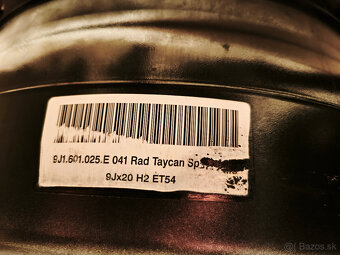 9J1.601.025.E 041 Rad Taycan
9Jx20 H2 ET54
© Bazos.sk